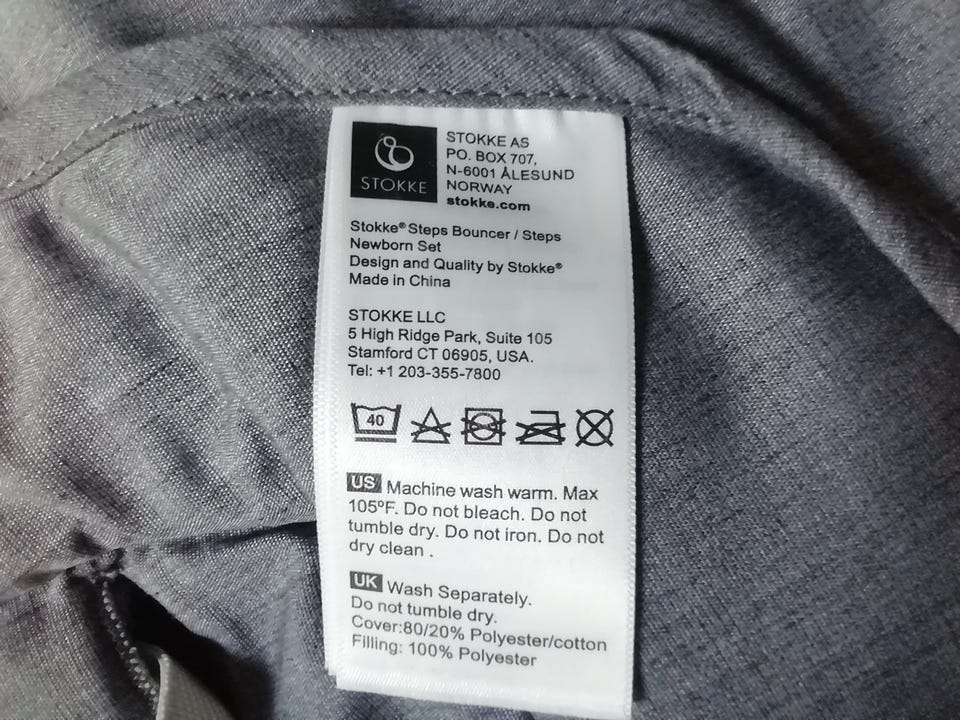 STOKKE
STOKKE AS
PO. BOX 707,
N-6001 ÅLESUND
NORWAY
stokke.com
Stokke® Steps Bouncer / Steps
Newborn Set
Design and Quality by Stokke®
Made in China
STOKKE LLC
5 High Ridge Park, Suite 105
Stamford CT 06905, USA.
Tel: +1 203-355-7800
40
US Machine wash warm. Max
105ºF. Do not bleach. Do not
tumble dry. Do not iron. Do not
dry clean .
UK Wash Separately.
Do not tumble dry.
Cover:80/20% Polyester/cotton
Filling: 100% Polyester